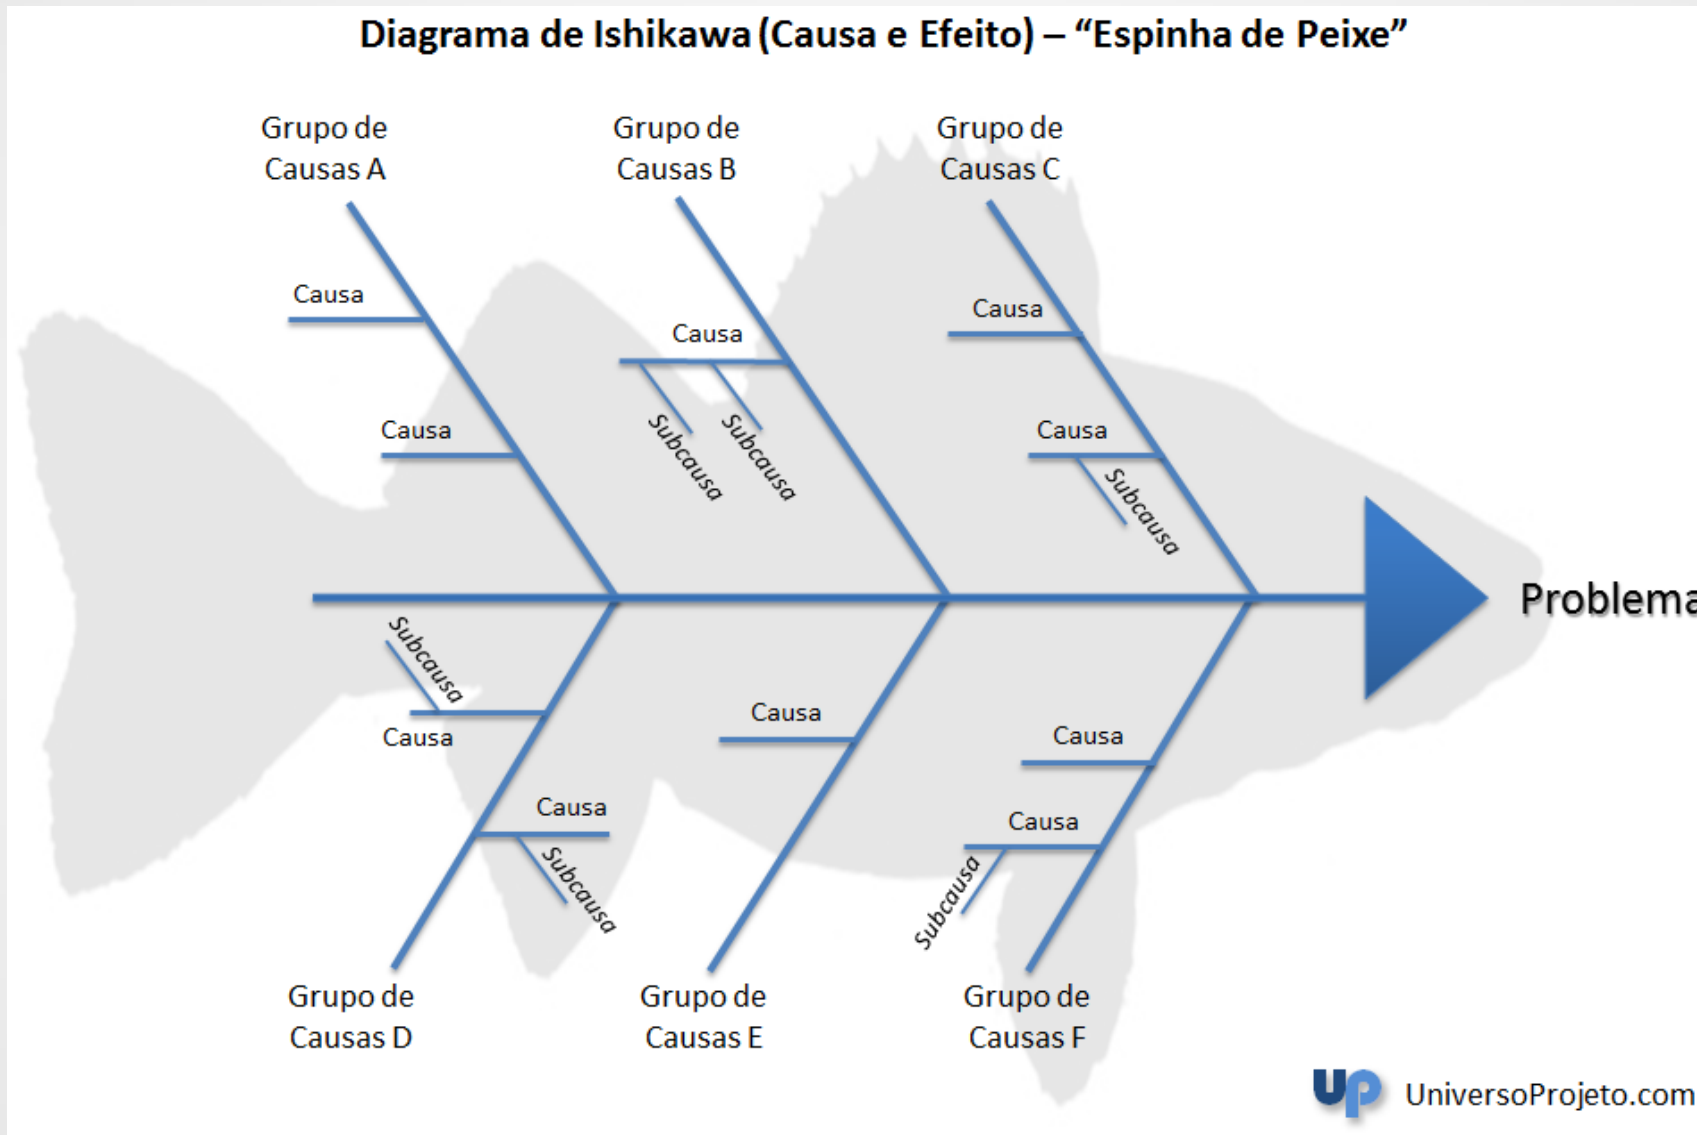 Diagrama de Ishikawa (Causa e Efeito) – “Espinha de Peixe”
Grupo de
Causas A
Grupo de
Causas B
Grupo de
Causas C
Causa
Causa
Causa
Subcausa
Subcausa
Causa
Causa
Subcausa
Problema
Subcausa
Causa
Causa
Subcausa
Causa
Causa
Causa
Subcausa
Grupo de
Causas D
Grupo de
Causas E
Grupo de
Causas F
UP UniversoProjeto.com